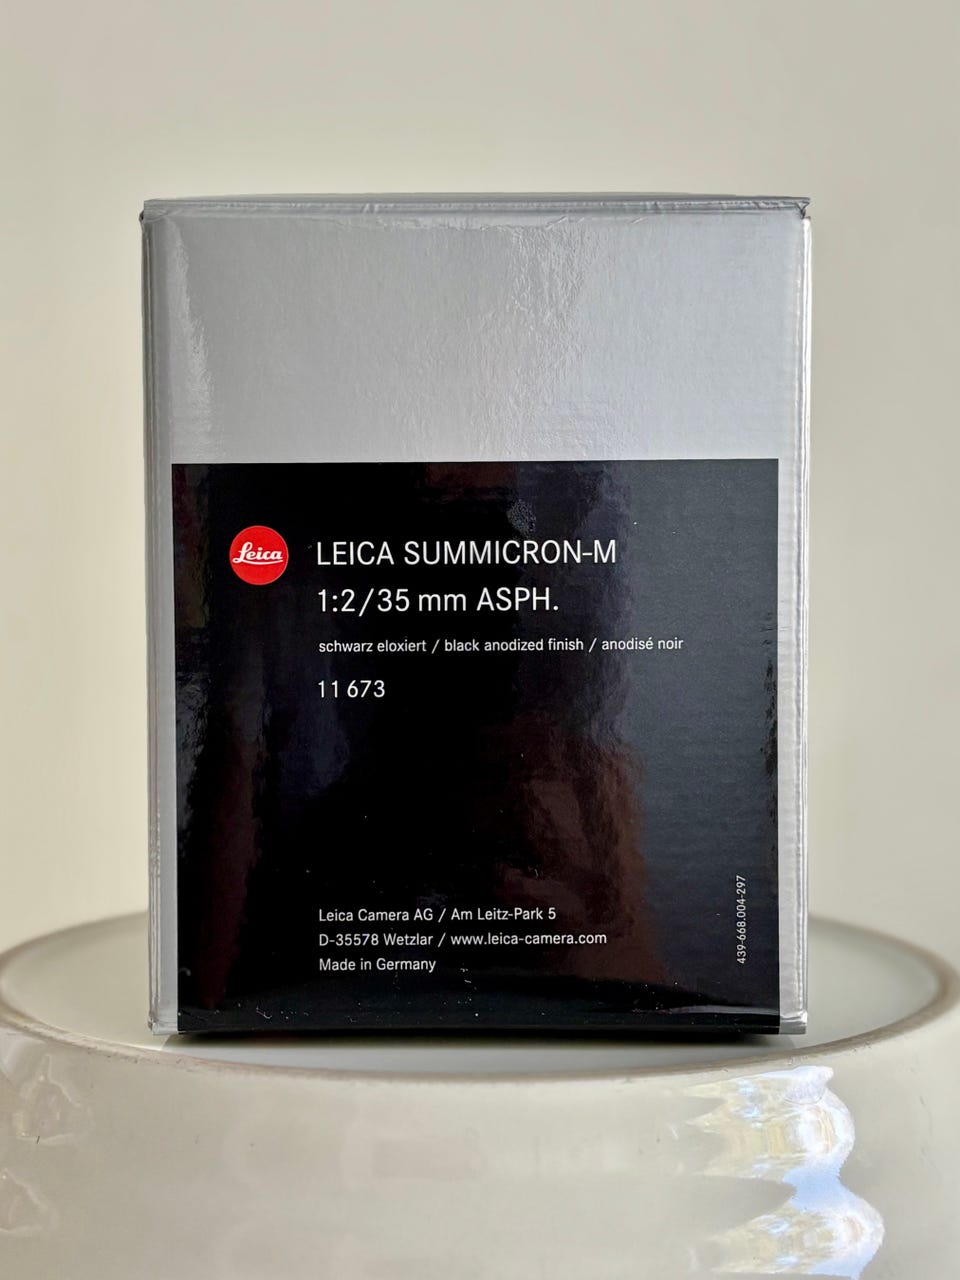 Leica
LEICA SUMMICRON-M
1:2/35 mm ASPH.
schwarz eloxiert / black anodized finish / anodisé noir
11 673
Leica Camera AG / Am Leitz-Park 5
D-35578 Wetzlar / www.leica-camera.com
Made in Germany
439-668.004-297